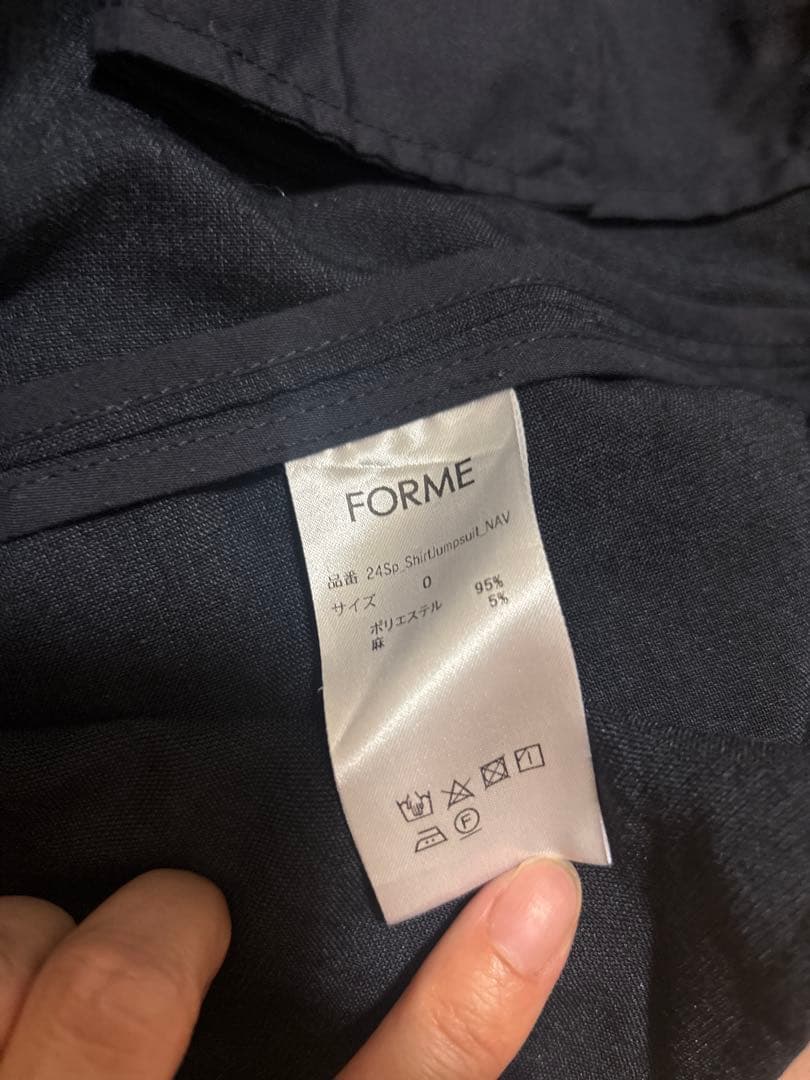 FORME
品番 24Sp_ShirtJumpsuit_NAV
サイズ 0
ポリエステル 95%
麻 5%
F